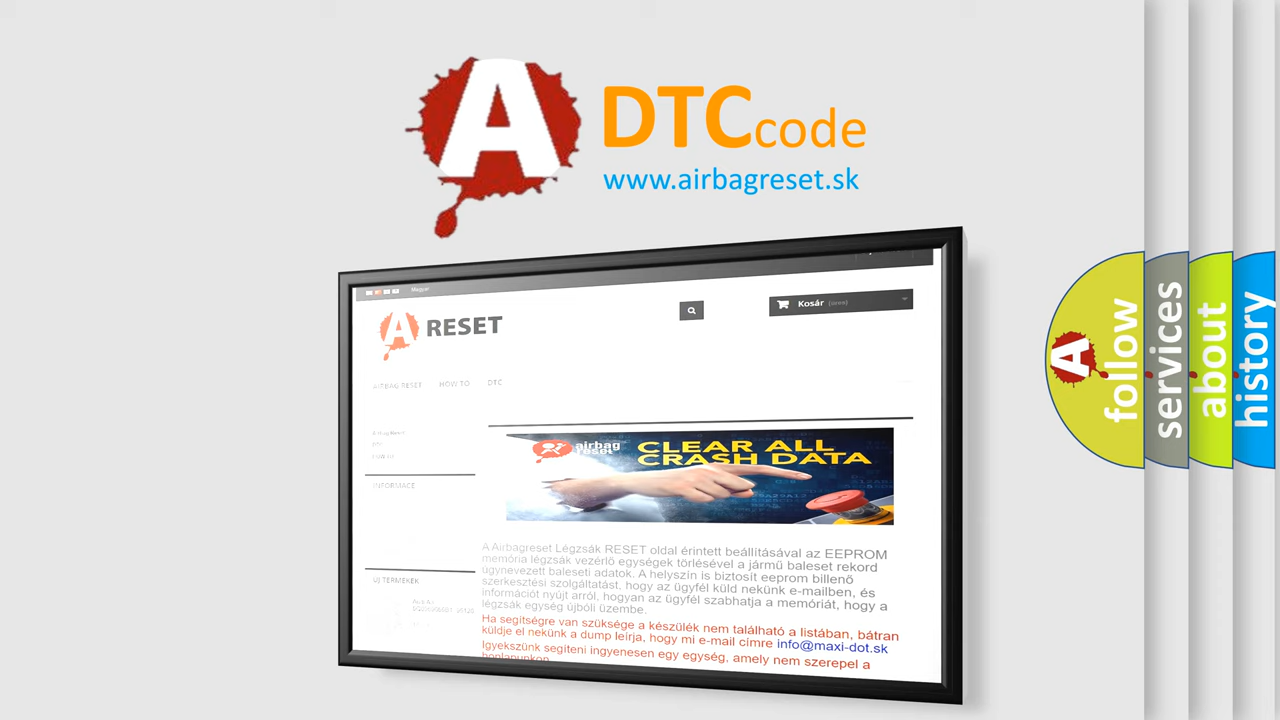 A
DTCcode
www.airbagreset.sk
Magyar
A RESET
Kosár (üres)
AIRBAG RESET HOW TO DTC
INFORMACE
airbag
reset
CLEAR ALL
CRASH DATA
A Airbagreset Légzsák RESET oldal érintett beállításával az EEPROM
memória légzsák vezérlő egységek törlésével a jármű baleset rekord
úgynevezett baleseti adatok. A helyszín is biztosít eeprom billenő
szerkesztési szolgáltatást, hogy az ügyfél küld nekünk e-mailben, és
információt nyújt arról, hogyan az ügyfél szabhatja a memóriát, hogy a
légzsák egység újbóli üzembe.
Ha segítségre van szüksége a készülék nem található a listában, bátran
küldje el nekünk a dump leírja, hogy mi e-mail címre info@maxi-dot.sk
Igyekszünk segíteni ingyenesen egy egység, amely nem szerepel a
honlapunkon
ÚJ TERMÉKEK
A
follow
services
about
history